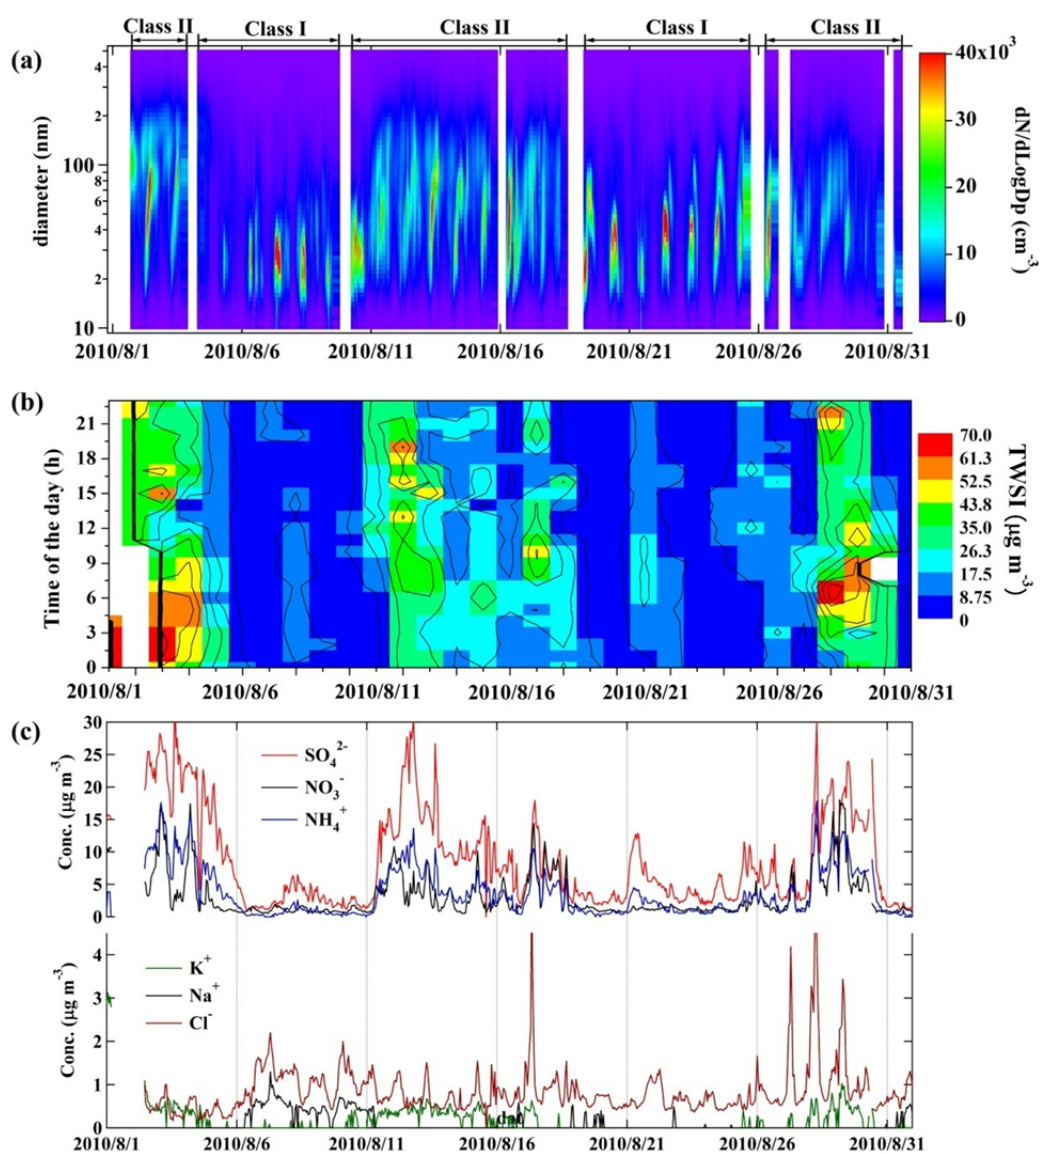 Class II Class I Class II Class I Class II
(a)
diameter (nm)
4
2
100
8
6
4
2
10
2010/8/1 2010/8/6 2010/8/11 2010/8/16 2010/8/21 2010/8/26 2010/8/31
40x10³
30
20
10
0
dN/dLogDp (cm⁻³)
(b)
Time of the day (h)
21
18
15
12
9
6
3
0
2010/8/1 2010/8/6 2010/8/11 2010/8/16 2010/8/21 2010/8/26 2010/8/31
70.0
61.3
52.5
43.8
35.0
26.3
17.5
8.75
0
TWSI (µg m⁻³)
(c)
Conc. (µg m⁻³)
30
25
20
15
10
5
0
SO₄²⁻
NO₃⁻
NH₄⁺
Conc. (µg m⁻³)
4
3
2
1
0
K⁺
Na⁺
Cl⁻
2010/8/1 2010/8/6 2010/8/11 2010/8/16 2010/8/21 2010/8/26 2010/8/31